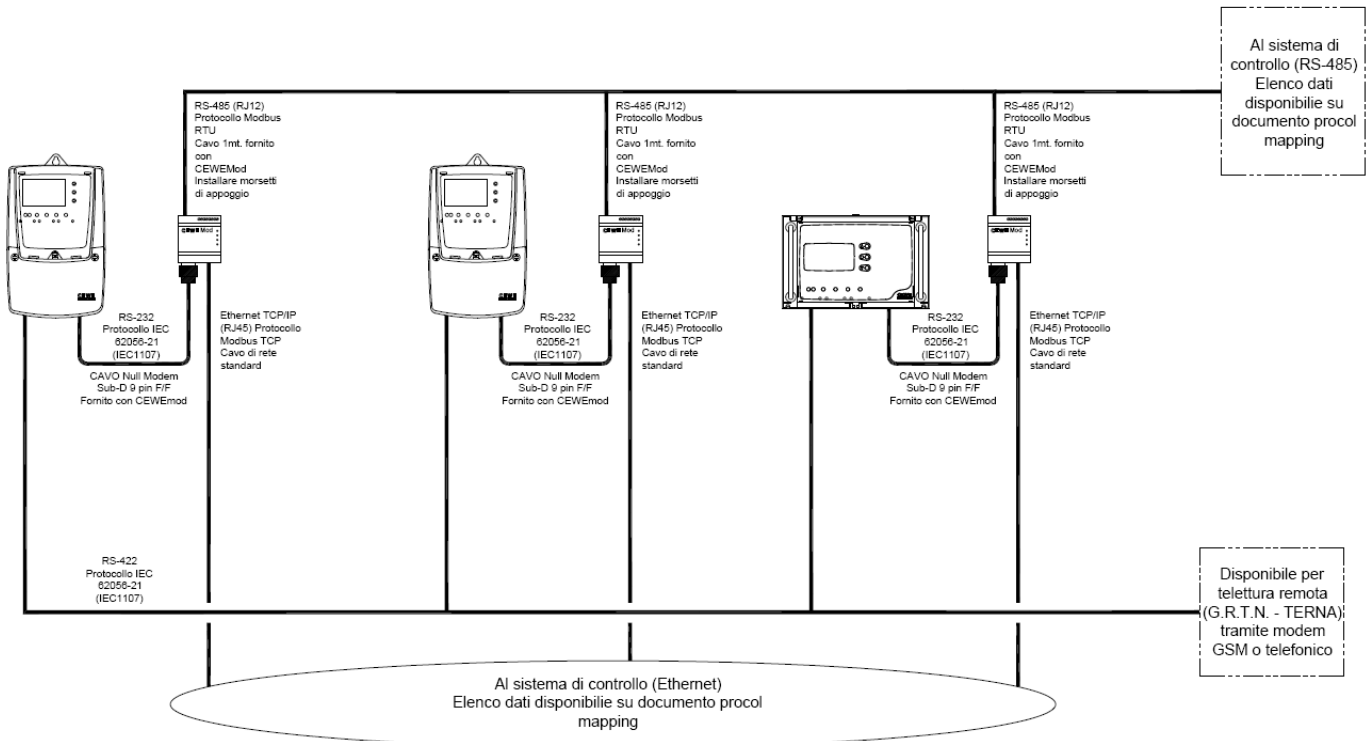 Al sistema di
controllo (RS-485)
Elenco dati
disponibilie su
documento procol
mapping
RS-485 (RJ12)
Protocollo Modbus
RTU
Cavo 1mt. fornito
con
CEWEMod
Installare morsetti
di appoggio
RS-485 (RJ12)
Protocollo Modbus
RTU
Cavo 1mt. fornito
con
CEWEMod
Installare morsetti
di appoggio
RS-485 (RJ12)
Protocollo Modbus
RTU
Cavo 1mt. fornito
con
CEWEMod
Installare morsetti
di appoggio
CEWE Mod
CEWE Mod
CEWE Mod
RS-232
Protocollo IEC
62056-21
(IEC1107)
CAVO Null Modem
Sub-D 9 pin F/F
Fornito con CEWEmod
Ethernet TCP/IP
(RJ45) Protocollo
Modbus TCP
Cavo di rete
standard
RS-232
Protocollo IEC
62056-21
(IEC1107)
CAVO Null Modem
Sub-D 9 pin F/F
Fornito con CEWEmod
Ethernet TCP/IP
(RJ45) Protocollo
Modbus TCP
Cavo di rete
standard
RS-232
Protocollo IEC
62056-21
(IEC1107)
CAVO Null Modem
Sub-D 9 pin F/F
Fornito con CEWEmod
Ethernet TCP/IP
(RJ45) Protocollo
Modbus TCP
Cavo di rete
standard
RS-422
Protocollo IEC
62056-21
(IEC1107)
Disponibile per
telettura remota
(G.R.T.N. - TERNA)
tramite modem
GSM o telefonico
Al sistema di controllo (Ethernet)
Elenco dati disponibilie su documento procol
mapping